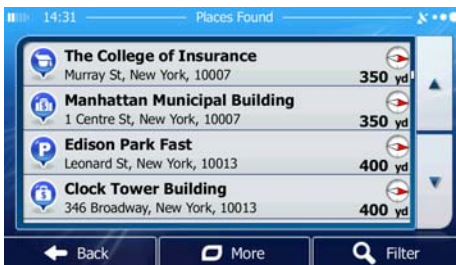 14:31 Places Found
The College of Insurance
Murray St, New York, 10007
350 yd
Manhattan Municipal Building
1 Centre St, New York, 10007
350 yd
Edison Park Fast
Leonard St, New York, 10013
400 yd
Clock Tower Building
346 Broadway, New York, 10013
400 yd
Back More Filter